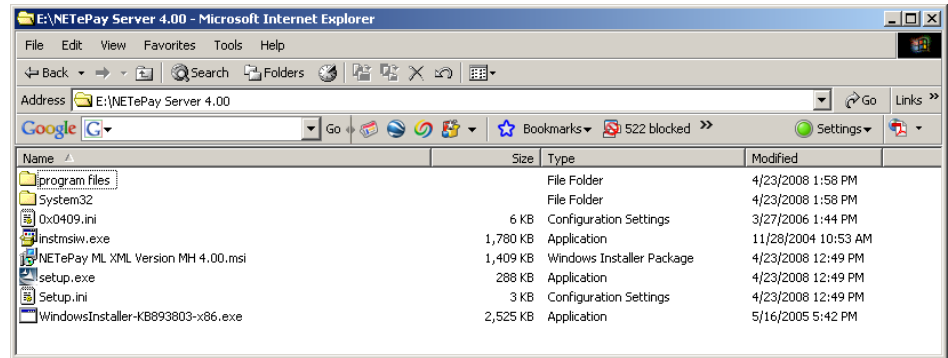 E:\NETePay Server 4.00 - Microsoft Internet Explorer
File Edit View Favorites Tools Help
Back Search Folders
Address E:\NETePay Server 4.00 Go Links »
Google G Go Bookmarks 522 blocked » Settings
Name Size Type Modified
program files File Folder 4/23/2008 1:58 PM
System32 File Folder 4/23/2008 1:58 PM
0x0409.ini 6 KB Configuration Settings 3/27/2006 1:44 PM
instmsiw.exe 1,780 KB Application 11/28/2004 10:53 AM
NETePay ML XML Version MH 4.00.msi 1,409 KB Windows Installer Package 4/23/2008 12:49 PM
setup.exe 288 KB Application 4/23/2008 12:49 PM
Setup.ini 3 KB Configuration Settings 4/23/2008 12:49 PM
WindowsInstaller-KB893803-x86.exe 2,525 KB Application 5/16/2005 5:42 PM